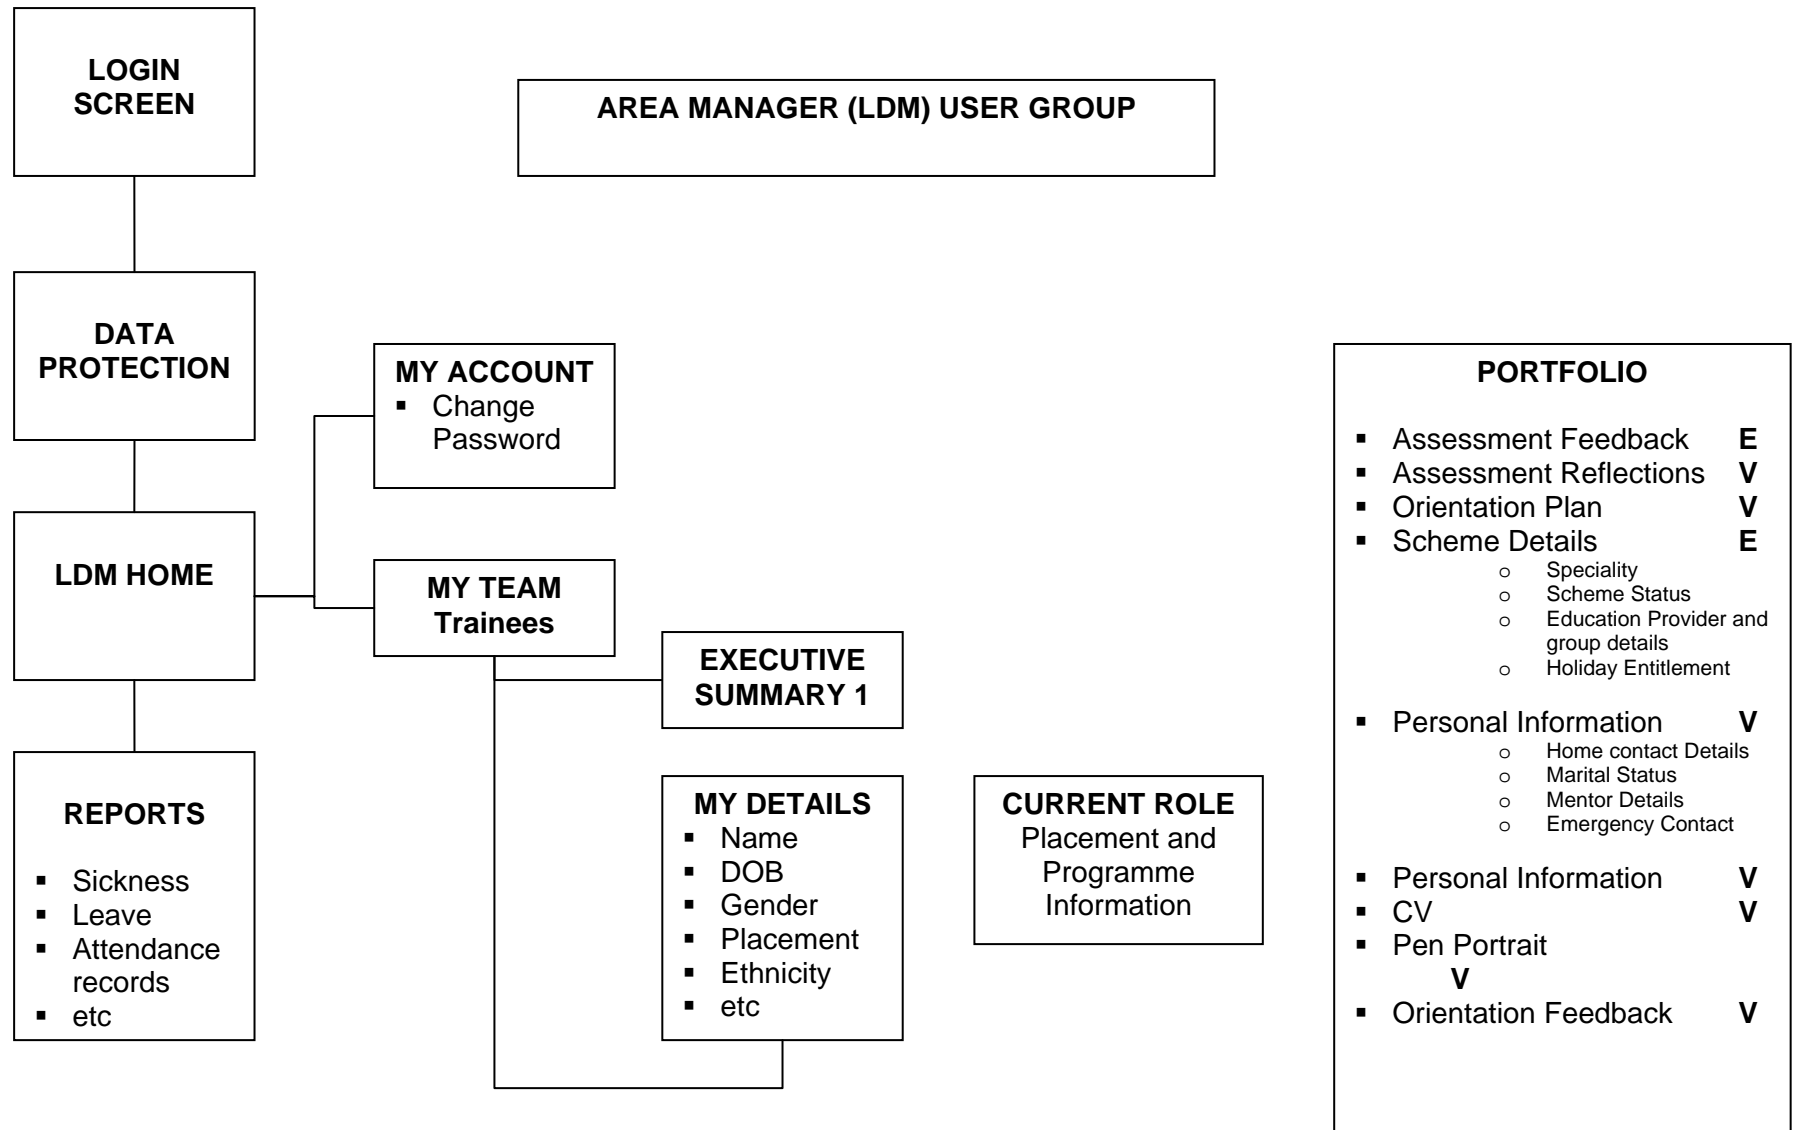 LOGIN
SCREEN
AREA MANAGER (LDM) USER GROUP
DATA
PROTECTION
LDM HOME
REPORTS
▪ Sickness
▪ Leave
▪ Attendance
records
▪ etc
MY ACCOUNT
▪ Change
Password
MY TEAM
Trainees
EXECUTIVE
SUMMARY 1
MY DETAILS
▪ Name
▪ DOB
▪ Gender
▪ Placement
▪ Ethnicity
▪ etc
CURRENT ROLE
Placement and
Programme
Information
PORTFOLIO
▪ Assessment Feedback E
▪ Assessment Reflections V
▪ Orientation Plan V
▪ Scheme Details E
o Speciality
o Scheme Status
o Education Provider and
group details
o Holiday Entitlement
▪ Personal Information V
o Home contact Details
o Marital Status
o Mentor Details
o Emergency Contact
▪ Personal Information V
▪ CV V
▪ Pen Portrait
V
▪ Orientation Feedback V